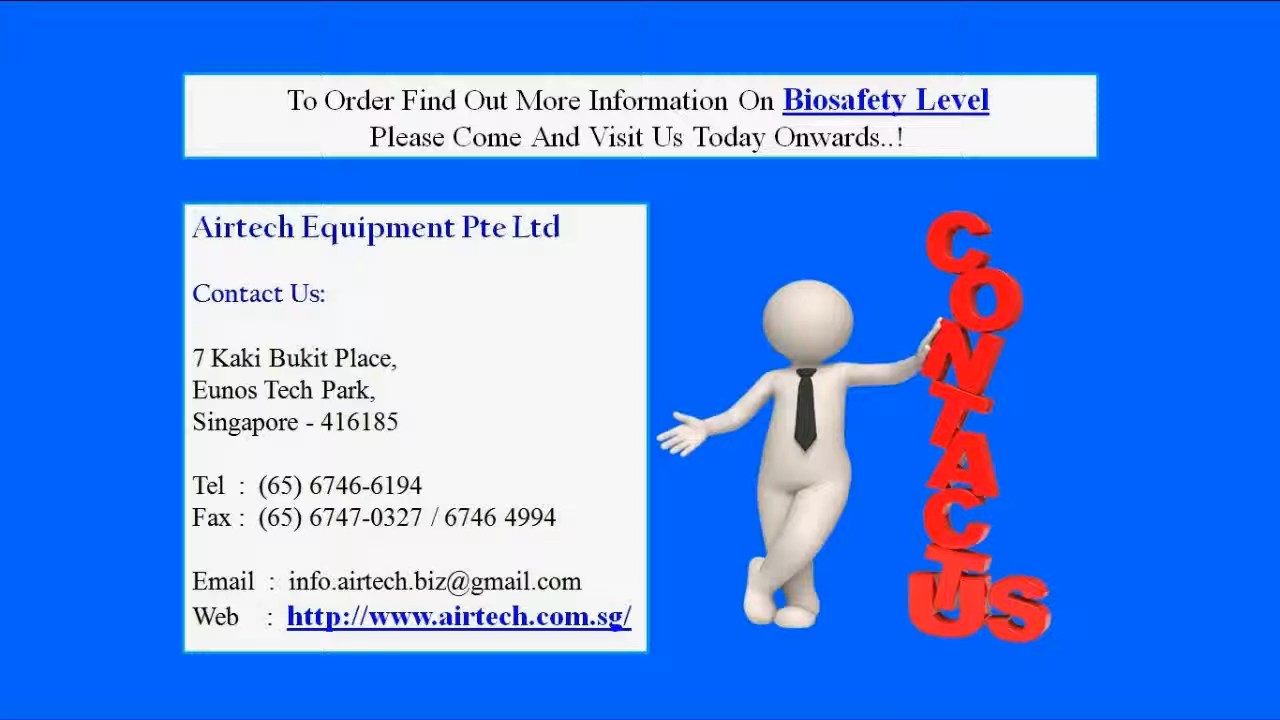 To Order Find Out More Information On Biosafety Level
Please Come And Visit Us Today Onwards..!
Airtech Equipment Pte Ltd
Contact Us:
7 Kaki Bukit Place,
Eunos Tech Park,
Singapore - 416185
Tel : (65) 6746-6194
Fax : (65) 6747-0327 / 6746 4994
Email : info.airtech.biz@gmail.com
Web : http://www.airtech.com.sg/
CONTACT
US